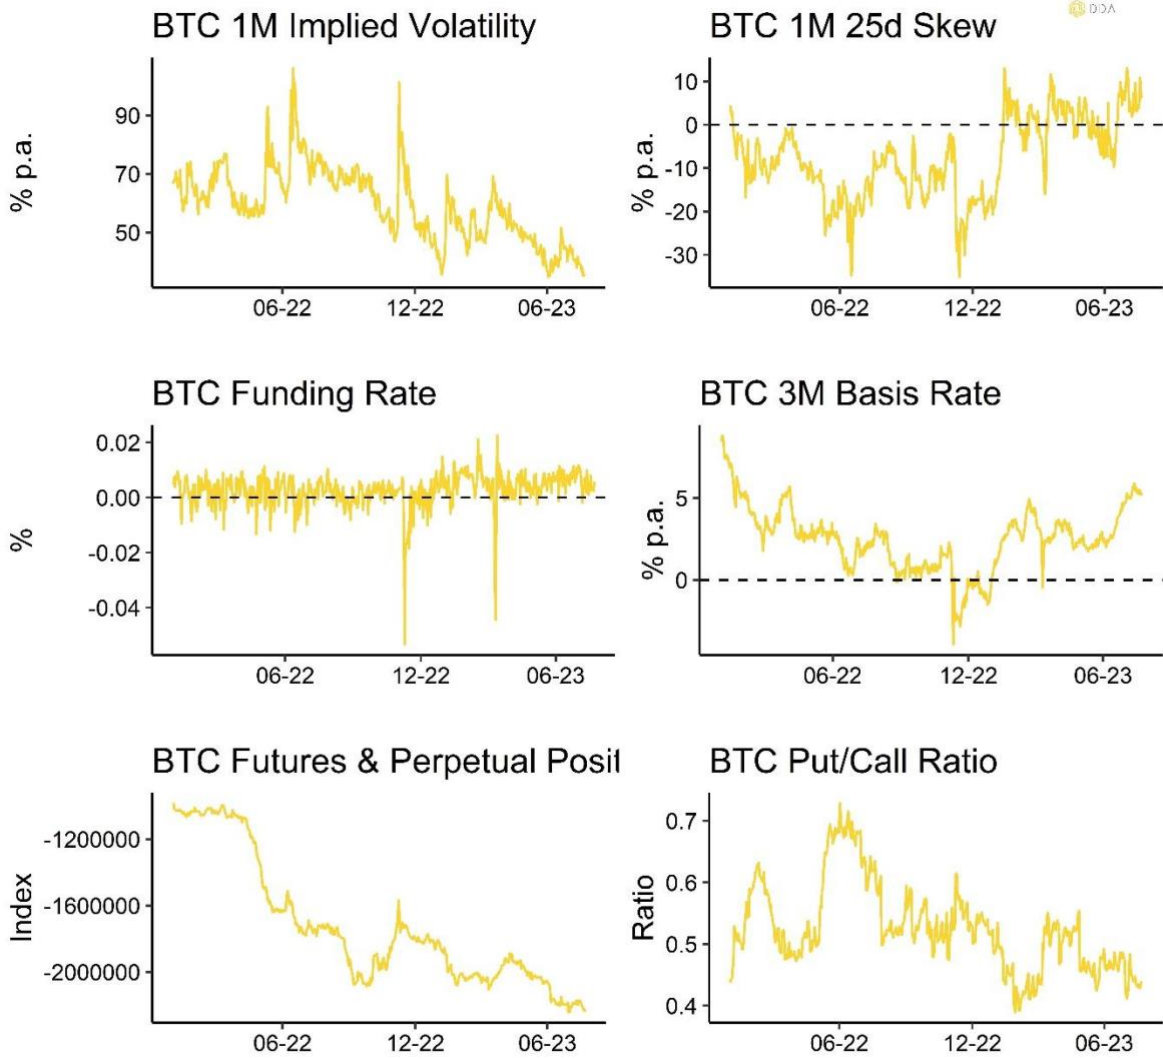 DDA
BTC 1M Implied Volatility
% p.a.
90
70
50
06-22 12-22 06-23
BTC 1M 25d Skew
% p.a.
10
0
-10
-20
-30
06-22 12-22 06-23
BTC Funding Rate
%
0.02
0.00
-0.02
-0.04
06-22 12-22 06-23
BTC 3M Basis Rate
% p.a.
5
0
06-22 12-22 06-23
BTC Futures & Perpetual Posit
Index
-1200000
-1600000
-2000000
06-22 12-22 06-23
BTC Put/Call Ratio
Ratio
0.7
0.6
0.5
0.4
06-22 12-22 06-23